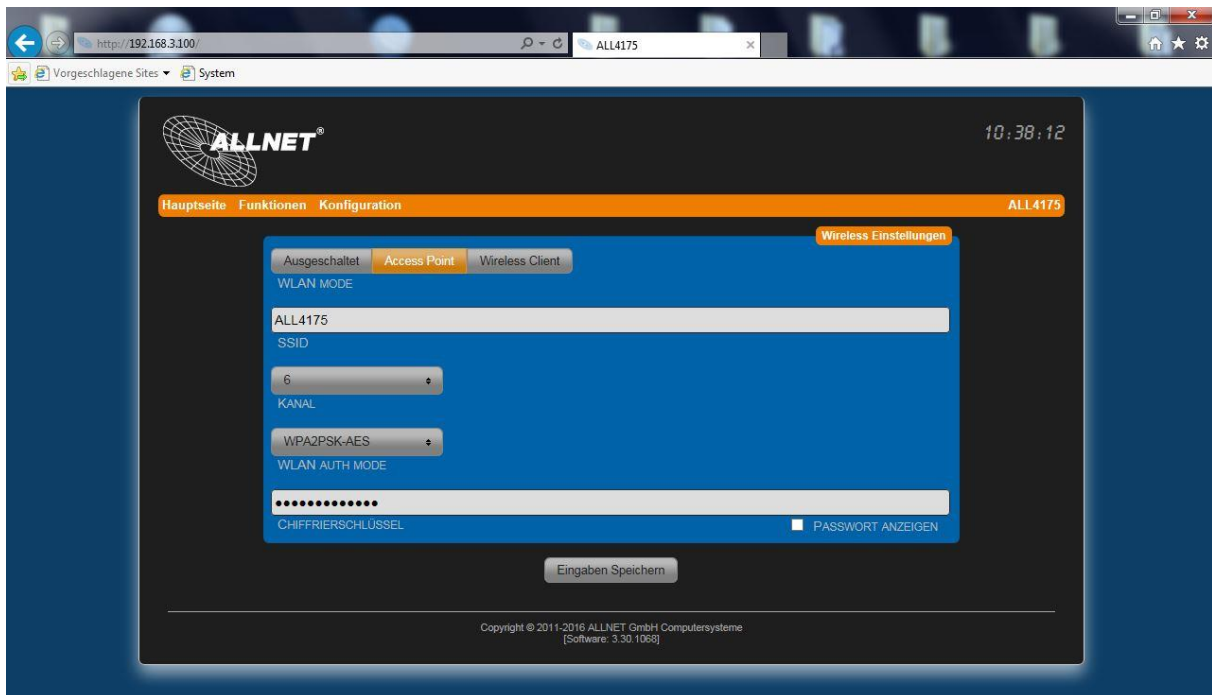 http://192.168.3.100/
ALL4175
Vorgeschlagene Sites
System
ALLNET®
10:38:12
Hauptseite Funktionen Konfiguration ALL4175
Wireless Einstellungen
Ausgeschaltet Access Point Wireless Client
WLAN MODE
ALL4175
SSID
6
KANAL
WPA2PSK-AES
WLAN AUTH MODE
•••••••••••••
CHIFFRIERSCHLÜSSEL
PASSWORT ANZEIGEN
Eingaben Speichern
Copyright © 2011-2016 ALLNET GmbH Computersysteme
[Software: 3.30.1068]